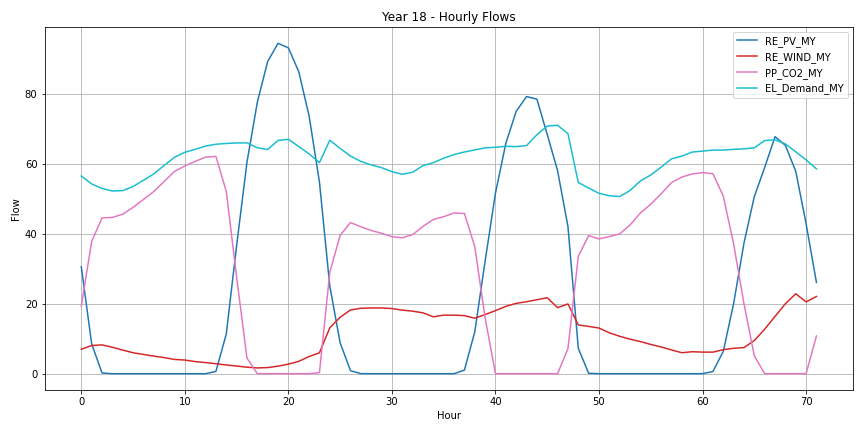 Year 18 - Hourly Flows
RE_PV_MY
RE_WIND_MY
PP_CO2_MY
EL_Demand_MY
Flow
80
60
40
20
0
0 10 20 30 40 50 60 70
Hour